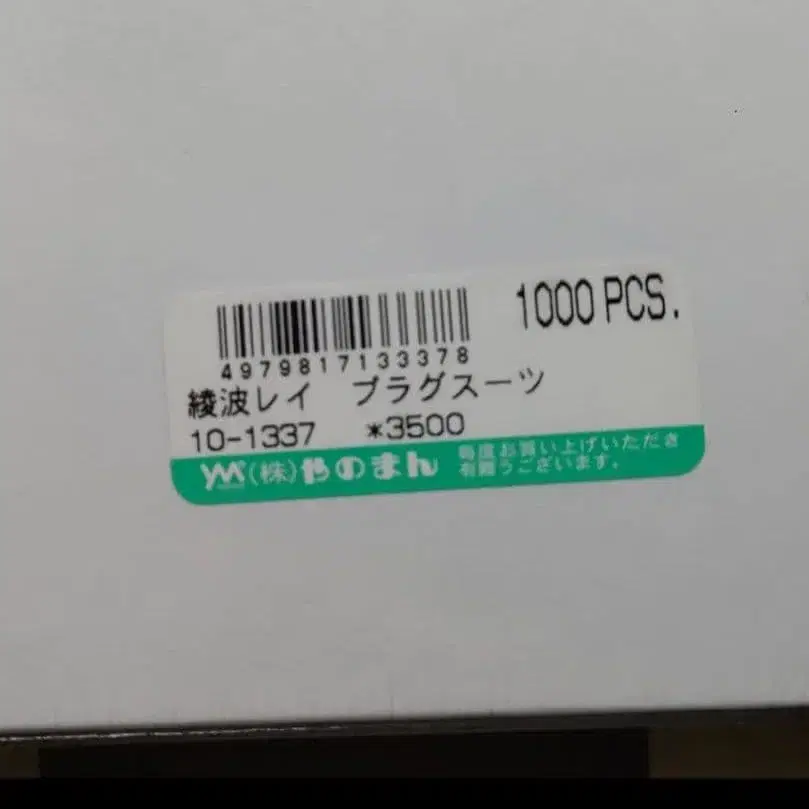 1000 PCS.
4979817133378
綾波レイ プラグスーツ
10-1337 *3500
YM (株)やのまん
毎度お買い上げいただき
有難うございます。